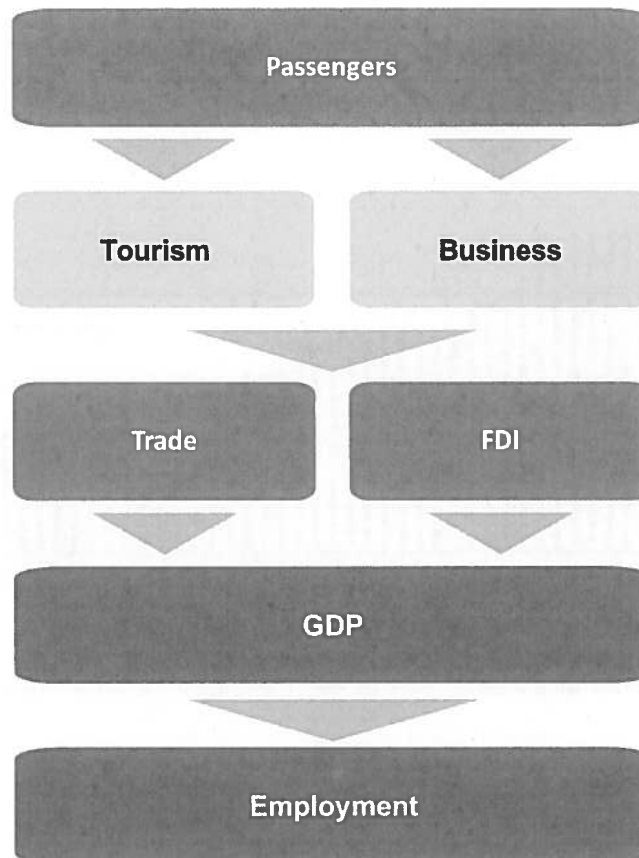 Passengers
Tourism
Business
Trade
FDI
GDP
Employment